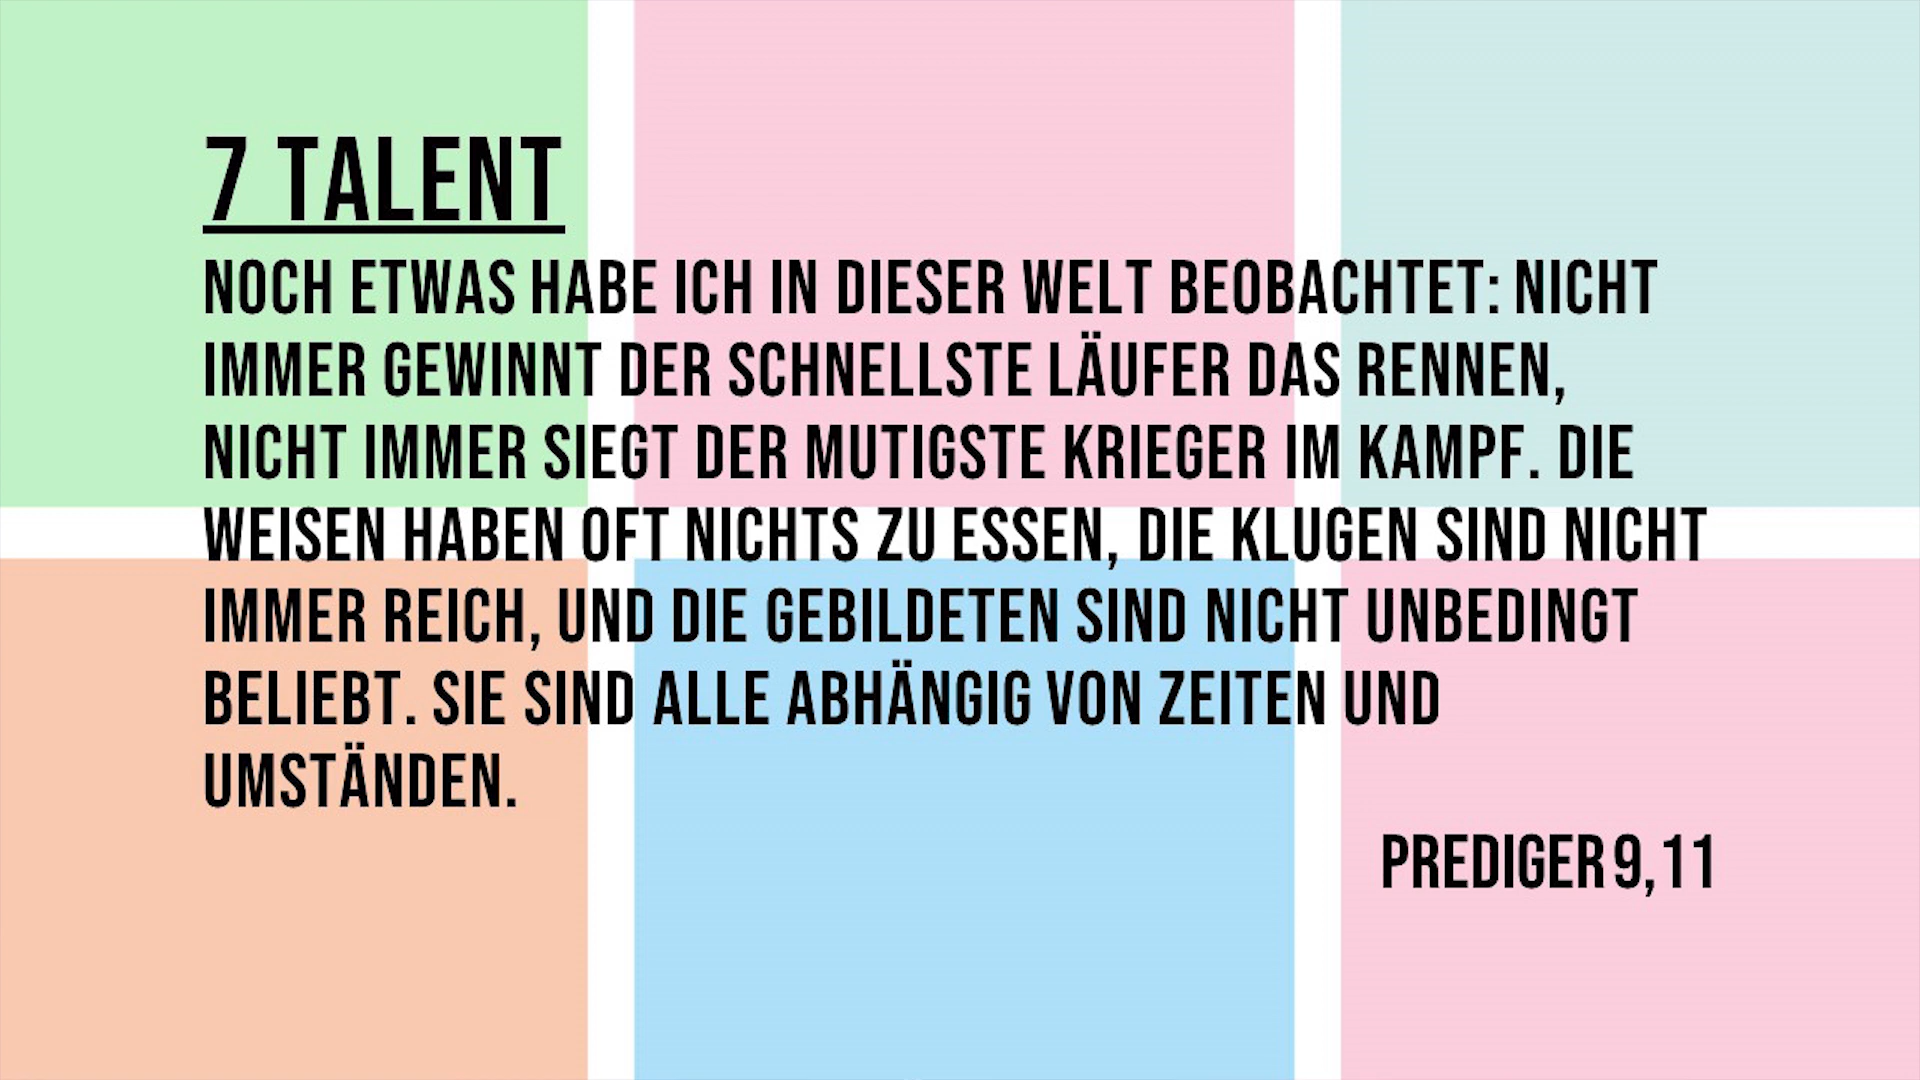 7 TALENT
NOCH ETWAS HABE ICH IN DIESER WELT BEOBACHTET: NICHT
IMMER GEWINNT DER SCHNELLSTE LÄUFER DAS RENNEN,
NICHT IMMER SIEGT DER MUTIGSTE KRIEGER IM KAMPF. DIE
WEISEN HABEN OFT NICHTS ZU ESSEN, DIE KLUGEN SIND NICHT
IMMER REICH, UND DIE GEBILDETEN SIND NICHT UNBEDINGT
BELIEBT. SIE SIND ALLE ABHÄNGIG VON ZEITEN UND
UMSTÄNDEN.
PREDIGER 9,11